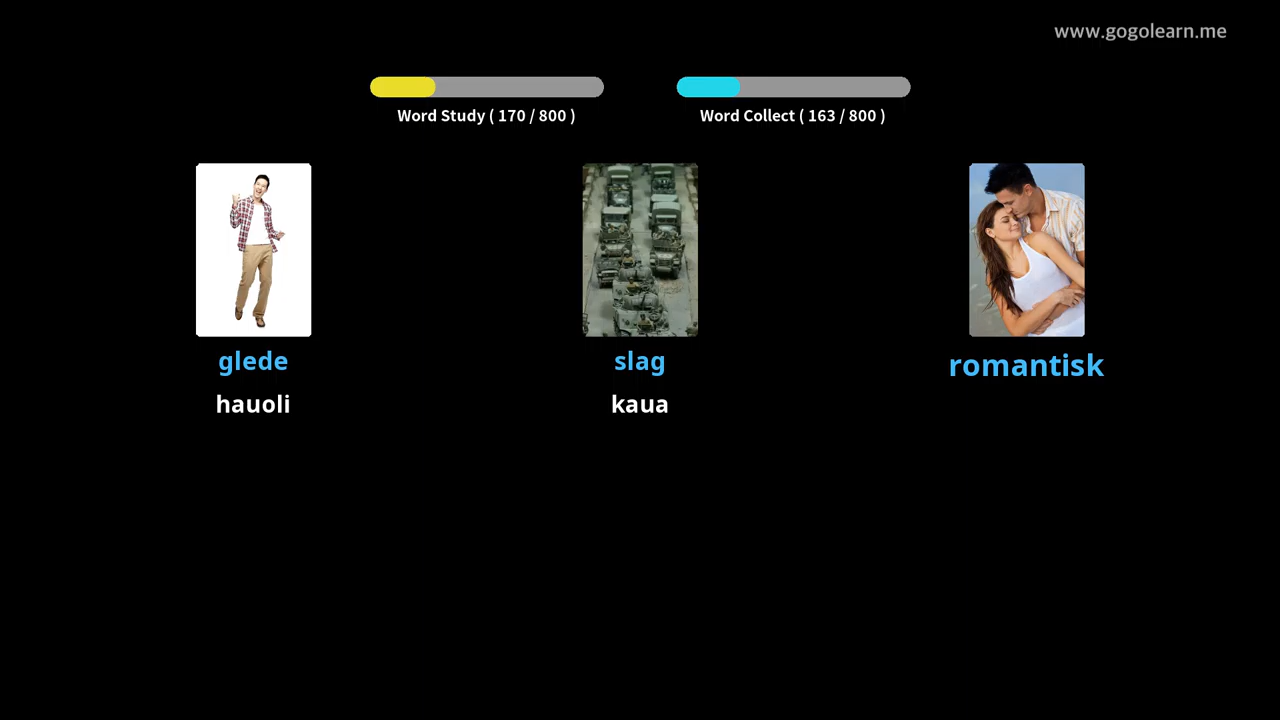 www.gogolearn.me
Word Study ( 170 / 800 )
Word Collect ( 163 / 800 )
glede
slag
romantisk
hauoli
kaua